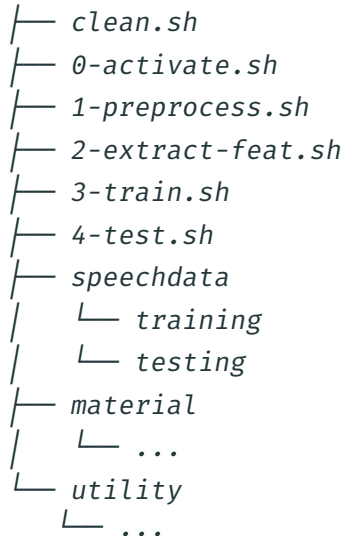 ├── clean.sh
├── 0-activate.sh
├── 1-preprocess.sh
├── 2-extract-feat.sh
├── 3-train.sh
├── 4-test.sh
├── speechdata
│   └── training
│   └── testing
├── material
│   └── ...
└── utility
    └── ...